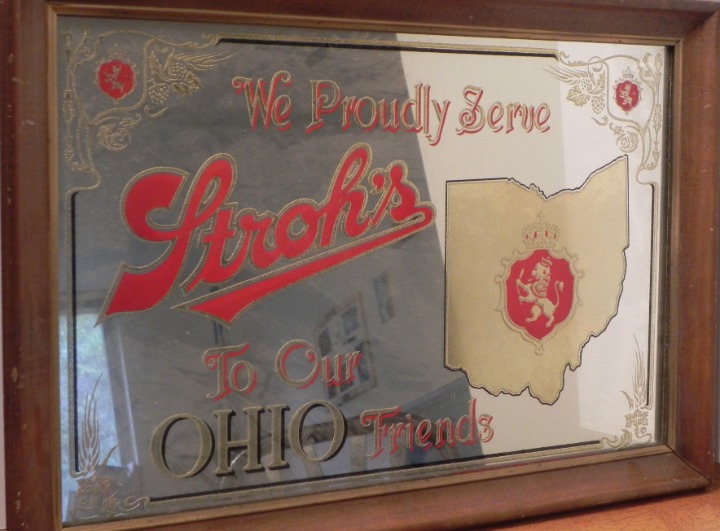 We Proudly Serve
Stroh's
To Our
OHIO Friends